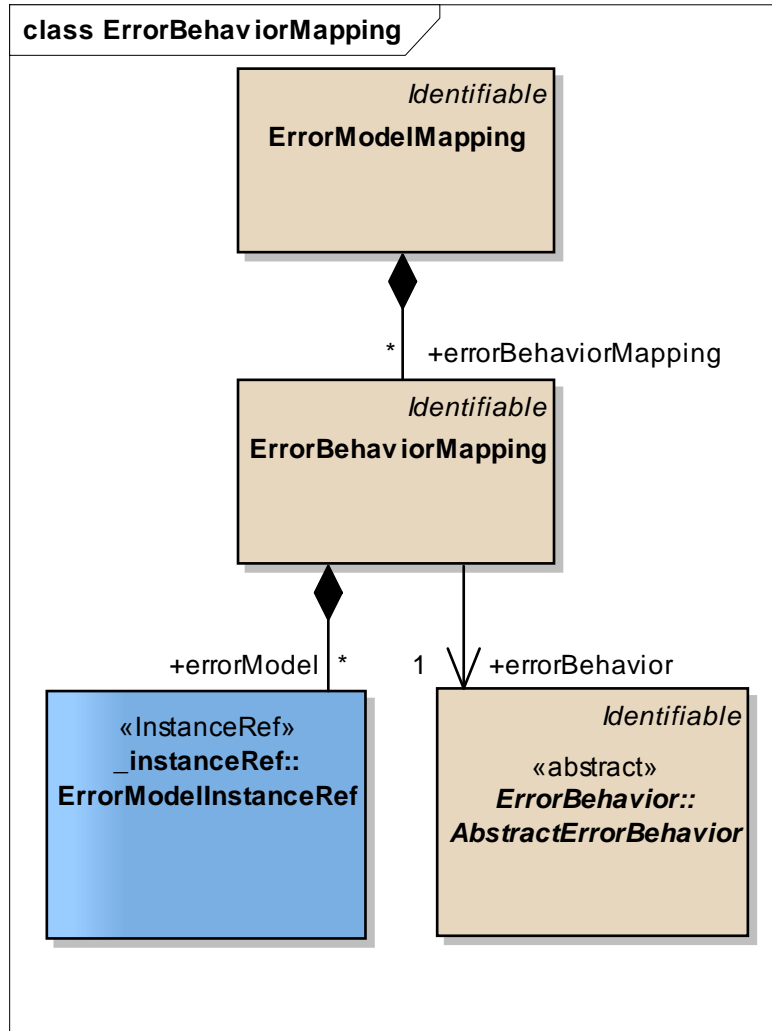 class ErrorBehaviorMapping
Identifiable
ErrorModelMapping
* +errorBehaviorMapping
Identifiable
ErrorBehaviorMapping
+errorModel * 1 +errorBehavior
«InstanceRef»
_instanceRef::
ErrorModelInstanceRef
Identifiable
«abstract»
ErrorBehavior::
AbstractErrorBehavior